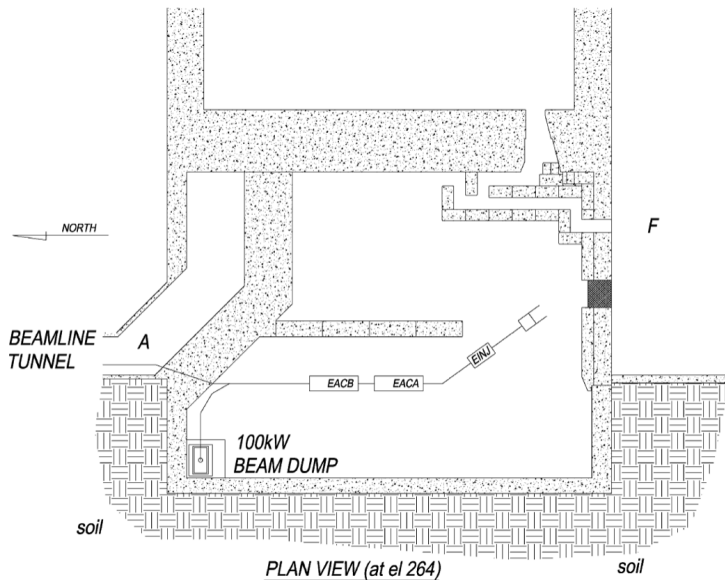 NORTH
F
BEAMLINE
TUNNEL
A
EINJ
EACB
EACA
100kW
BEAM DUMP
soil
soil
PLAN VIEW (at el 264)